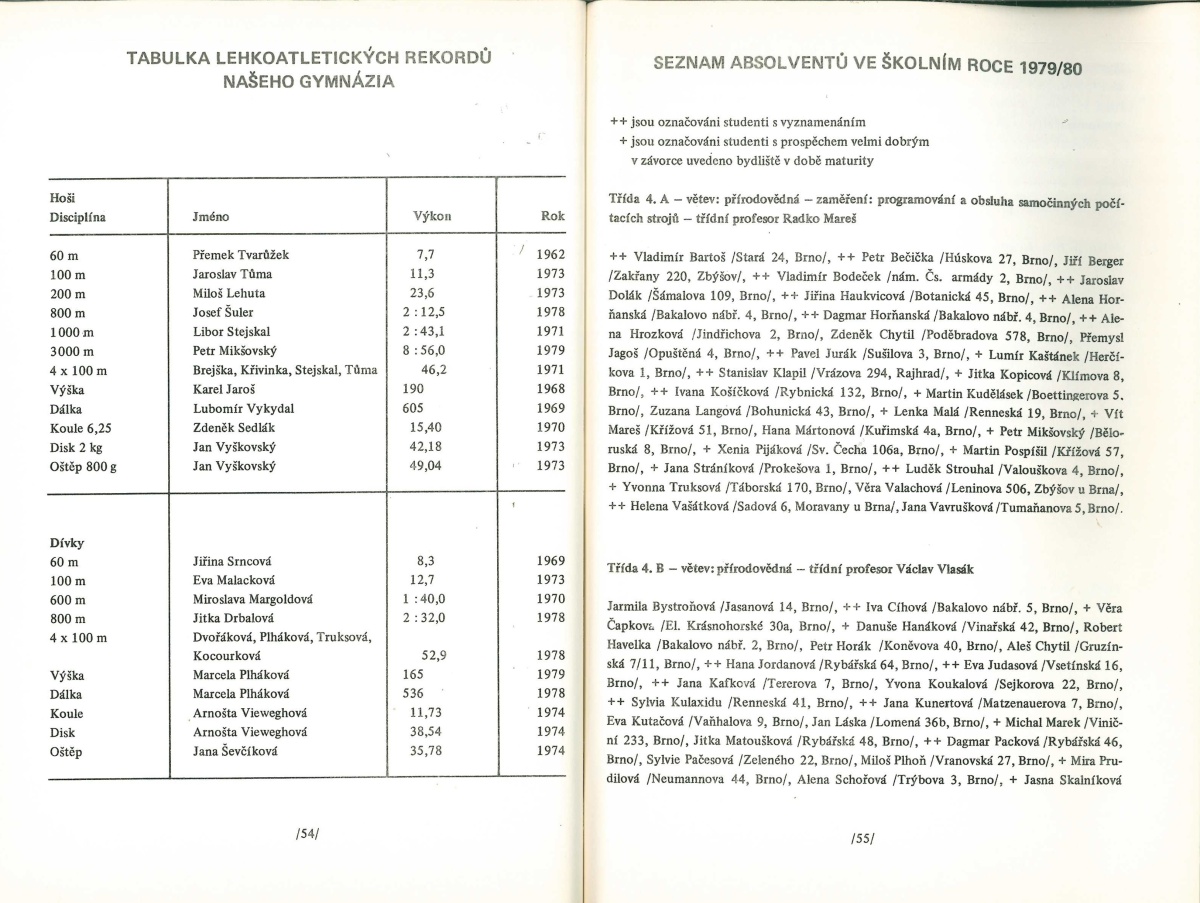 TABULKA LEHKOATLETICKÝCH REKORDŮ
NAŠEHO GYMNÁZIA
Hoši
Disciplína Jméno Výkon Rok
60 m Přemek Tvarůžek 7,7 1962
100 m Jaroslav Tůma 11,3 1973
200 m Miloš Lehuta 23,6 1973
800 m Josef Šuler 2 : 12,5 1978
1 000 m Libor Stejskal 2 : 43,1 1971
3000 m Petr Mikšovský 8 : 56,0 1979
4 x 100 m Brejška, Křivinka, Stejskal, Tůma 46,2 1971
Výška Karel Jaroš 190 1968
Dálka Lubomír Vykydal 605 1969
Koule 6,25 Zdeněk Sedlák 15,40 1970
Disk 2 kg Jan Vyškovský 42,18 1973
Oštěp 800 g Jan Vyškovský 49,04 1973
Dívky
60 m Jiřina Srncová 8,3 1969
100 m Eva Malacková 12,7 1973
600 m Miroslava Margoldová 1 : 40,0 1970
800 m Jitka Drbalová 2 : 32,0 1978
4 x 100 m Dvořáková, Plháková, Truksová,
Kocourková 52,9 1978
Výška Marcela Plháková 165 1979
Dálka Marcela Plháková 536 1978
Koule Arnošta Vieweghová 11,73 1974
Disk Arnošta Vieweghová 38,54 1974
Oštěp Jana Ševčíková 35,78 1974
/54/
SEZNAM ABSOLVENTŮ VE ŠKOLNÍM ROCE 1979/80
++ jsou označováni studenti s vyznamenáním
+ jsou označováni studenti s prospěchem velmi dobrým
v závorce uvedeno bydliště v době maturity
Třída 4. A – větev: přírodovědná – zaměření: programování a obsluha samočinných počí-
tacích strojů – třídní profesor Radko Mareš
++ Vladimír Bartoš /Stará 24, Brno/, ++ Petr Bečička /Húskova 27, Brno/, Jiří Berger
/Zakřany 220, Zbýšov/, ++ Vladimír Bodeček /nám. Čs. armády 2, Brno/, ++ Jaroslav
Dolák /Šámalova 109, Brno/, ++ Jiřina Haukvicová /Botanická 45, Brno/, ++ Alena Hor-
ňanská /Bakalovo nábř. 4, Brno/, ++ Dagmar Horňanská /Bakalovo nábř. 4, Brno/, ++ Ale-
na Hrozková /Jindřichova 2, Brno/, Zdeněk Chytil /Poděbradova 578, Brno/, Přemysl
Jagoš /Opuštěná 4, Brno/, ++ Pavel Jurák /Sušilova 3, Brno/, + Lumír Kaštánek /Herčí-
kova 1, Brno/, ++ Stanislav Klapil /Vrázova 294, Rajhrad/, + Jitka Kopicová /Klímova 8,
Brno/, ++ Ivana Košíčková /Rybnická 132, Brno/, + Martin Kudělásek /Boettingerova 5.
Brno/, Zuzana Langová /Bohunická 43, Brno/, + Lenka Malá /Renneská 19, Brno/, + Vít
Mareš /Křížová 51, Brno/, Hana Mártonová /Kuřimská 4a, Brno/, + Petr Mikšovský /Bělo-
ruská 8, Brno/, + Xenia Pijáková /Sv. Čecha 106a, Brno/, + Martin Pospíšil /Křížová 57,
Brno/, + Jana Stráníková /Prokešova 1, Brno/, ++ Luděk Strouhal /Valouškova 4, Brno/,
+ Yvonna Truksová /Táborská 170, Brno/, Věra Valachová /Leninova 506, Zbýšov u Brna/,
++ Helena Vašátková /Sadová 6, Moravany u Brna/, Jana Vavrušková /Tumaňanova 5, Brno/.
Třída 4. B – větev: přírodovědná – třídní profesor Václav Vlasák
Jarmila Bystroňová /Jasanová 14, Brno/, ++ Iva Cíhová /Bakalovo nábř. 5, Brno/, + Věra
Čapková /El. Krásnohorské 30a, Brno/, + Danuše Hanáková /Vinařská 42, Brno/, Robert
Havelka /Bakalovo nábř. 2, Brno/, Petr Horák /Koněvova 40, Brno/, Aleš Chytil /Gruzín-
ská 7/11, Brno/, ++ Hana Jordanová /Rybářská 64, Brno/, ++ Eva Judasová /Vsetínská 16,
Brno/, ++ Jana Kafková /Tererova 7, Brno/, Yvona Koukalová /Sejkorova 22, Brno/,
++ Sylvia Kulaxidu /Renneská 41, Brno/, ++ Jana Kunertová /Matzenauerova 7, Brno/,
Eva Kutačová /Vaňhalova 9, Brno/, Jan Láska /Lomená 36b, Brno/, + Michal Marek /Vinič-
ní 233, Brno/, Jitka Matoušková /Rybářská 48, Brno/, ++ Dagmar Packová /Rybářská 46,
Brno/, Sylvie Pačesová /Zeleného 22, Brno/, Miloš Plhoň /Vranovská 27, Brno/, + Mira Pru-
dilová /Neumannova 44, Brno/, Alena Schořová /Trýbova 3, Brno/, + Jasna Skalníková
/55/